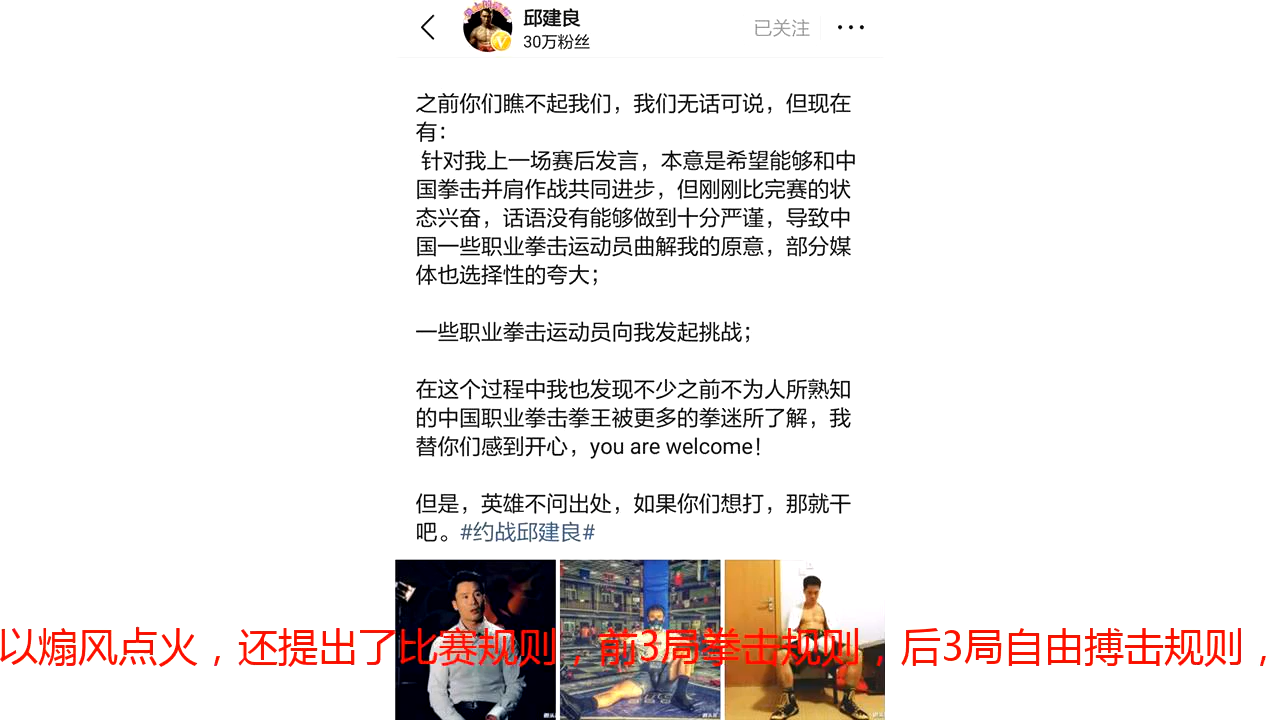 邱建良
30万粉丝
已关注
之前你们瞧不起我们，我们无话可说，但现在
有：
针对我上一场赛后发言，本意是希望能够和中
国拳击并肩作战共同进步，但刚刚比完赛的状
态兴奋，话语没有能够做到十分严谨，导致中
国一些职业拳击运动员曲解我的原意，部分媒
体也选择性的夸大；
一些职业拳击运动员向我发起挑战；
在这个过程中我也发现不少之前不为人所熟知
的中国职业拳击拳王被更多的拳迷所了解，我
替你们感到开心，you are welcome！
但是，英雄不问出处，如果你们想打，那就干
吧。#约战邱建良#
以煽风点火，还提出了比赛规则，前3局拳击规则，后3局自由搏击规则，